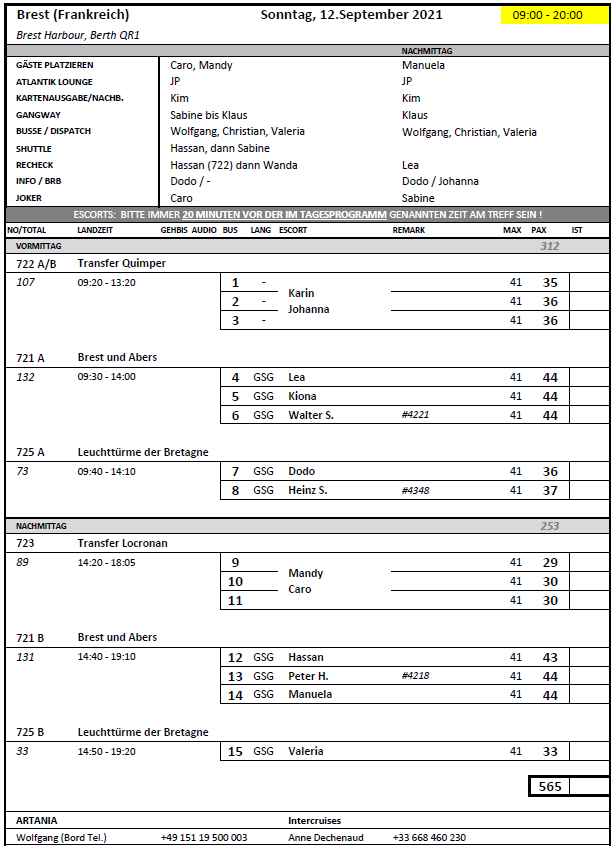 Brest (Frankreich) Sonntag, 12.September 2021 09:00 - 20:00
Brest Harbour, Berth QR1
NACHMITTAG
GÄSTE PLATZIEREN Caro, Mandy Manuela
ATLANTIK LOUNGE JP JP
KARTENAUSGABE/NACHB. Kim Kim
GANGWAY Sabine bis Klaus Klaus
BUSSE / DISPATCH Wolfgang, Christian, Valeria Wolfgang, Christian, Valeria
SHUTTLE Hassan, dann Sabine
RECHECK Hassan (722) dann Wanda Lea
INFO / BRB Dodo / - Dodo / Johanna
JOKER Caro Sabine
ESCORTS: BITTE IMMER 20 MINUTEN VOR DER IM TAGESPROGRAMM GENANNTEN ZEIT AM TREFF SEIN !
NO/TOTAL LANDZEIT GEHBIS AUDIO BUS LANG ESCORT REMARK MAX PAX IST
VORMITTAG 312
722 A/B Transfer Quimper
107 09:20 - 13:20 1 - Karin 41 35
2 - Johanna 41 36
3 - 41 36
721 A Brest und Abers
132 09:30 - 14:00 4 GSG Lea 41 44
5 GSG Kiona 41 44
6 GSG Walter S. #4221 41 44
725 A Leuchttürme der Bretagne
73 09:40 - 14:10 7 GSG Dodo 41 36
8 GSG Heinz S. #4348 41 37
NACHMITTAG 253
723 Transfer Locronan
89 14:20 - 18:05 9 Mandy 41 29
10 Caro 41 30
11 41 30
721 B Brest und Abers
131 14:40 - 19:10 12 GSG Hassan 41 43
13 GSG Peter H. #4218 41 44
14 GSG Manuela 41 44
725 B Leuchttürme der Bretagne
33 14:50 - 19:20 15 GSG Valeria 41 33
565
ARTANIA Intercruises
Wolfgang (Bord Tel.) +49 151 19 500 003 Anne Dechenaud +33 668 460 230